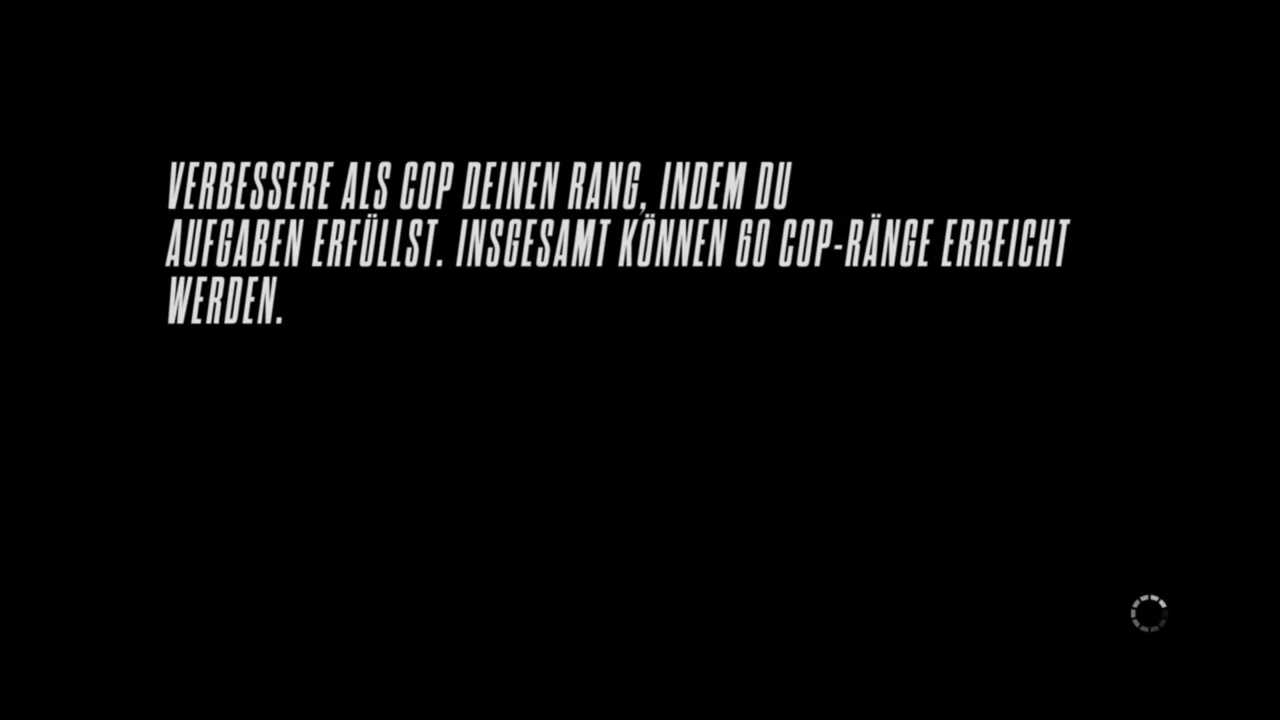 VERBESSERE ALS COP DEINEN RANG, INDEM DU
AUFGABEN ERFÜLLST. INSGESAMT KÖNNEN 60 COP-RÄNGE ERREICHT
WERDEN.